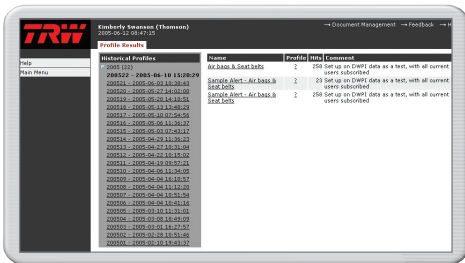 TRW
Kimberly Swanson (Thomson)
2005-06-12 08:47:15
→ Document Management → Feedback → H
Profile Results
Help
Main Menu
Historical Profiles
2005 (22)
200522 - 2005-06-10 15:20:29
200521 - 2005-06-10 10:38:43
200520 - 2005-05-27 14:02:00
200519 - 2005-05-20 14:10:51
200518 - 2005-05-13 13:48:29
200517 - 2005-05-10 07:54:56
200516 - 2005-05-06 11:36:37
200515 - 2005-05-03 07:43:17
200514 - 2005-04-29 11:36:23
200513 - 2005-04-27 10:31:04
200512 - 2005-04-22 10:15:02
200511 - 2005-04-19 09:57:21
200510 - 2005-04-06 11:34:05
200509 - 2005-04-04 16:10:57
200508 - 2005-04-04 11:12:20
200507 - 2005-04-04 10:51:54
200506 - 2005-04-04 10:41:16
200505 - 2005-03-10 11:31:01
200504 - 2005-03-08 18:49:09
200503 - 2005-03-01 16:27:57
200502 - 2005-02-28 10:51:46
200501 - 2005-02-10 19:43:37
Name Profile Hits Comment
Air bags & Seat belts 2 258 Set up on DWPI data as a test, with all current
users subscribed
Sample Alert - Air bags & 2 23 Set up on DWPI data as a test, with all current
Seat belts users subscribed
Sample Alert - Air bags & 2 258 Set up on DWPI data as a test, with all current
Seat belts users subscribed